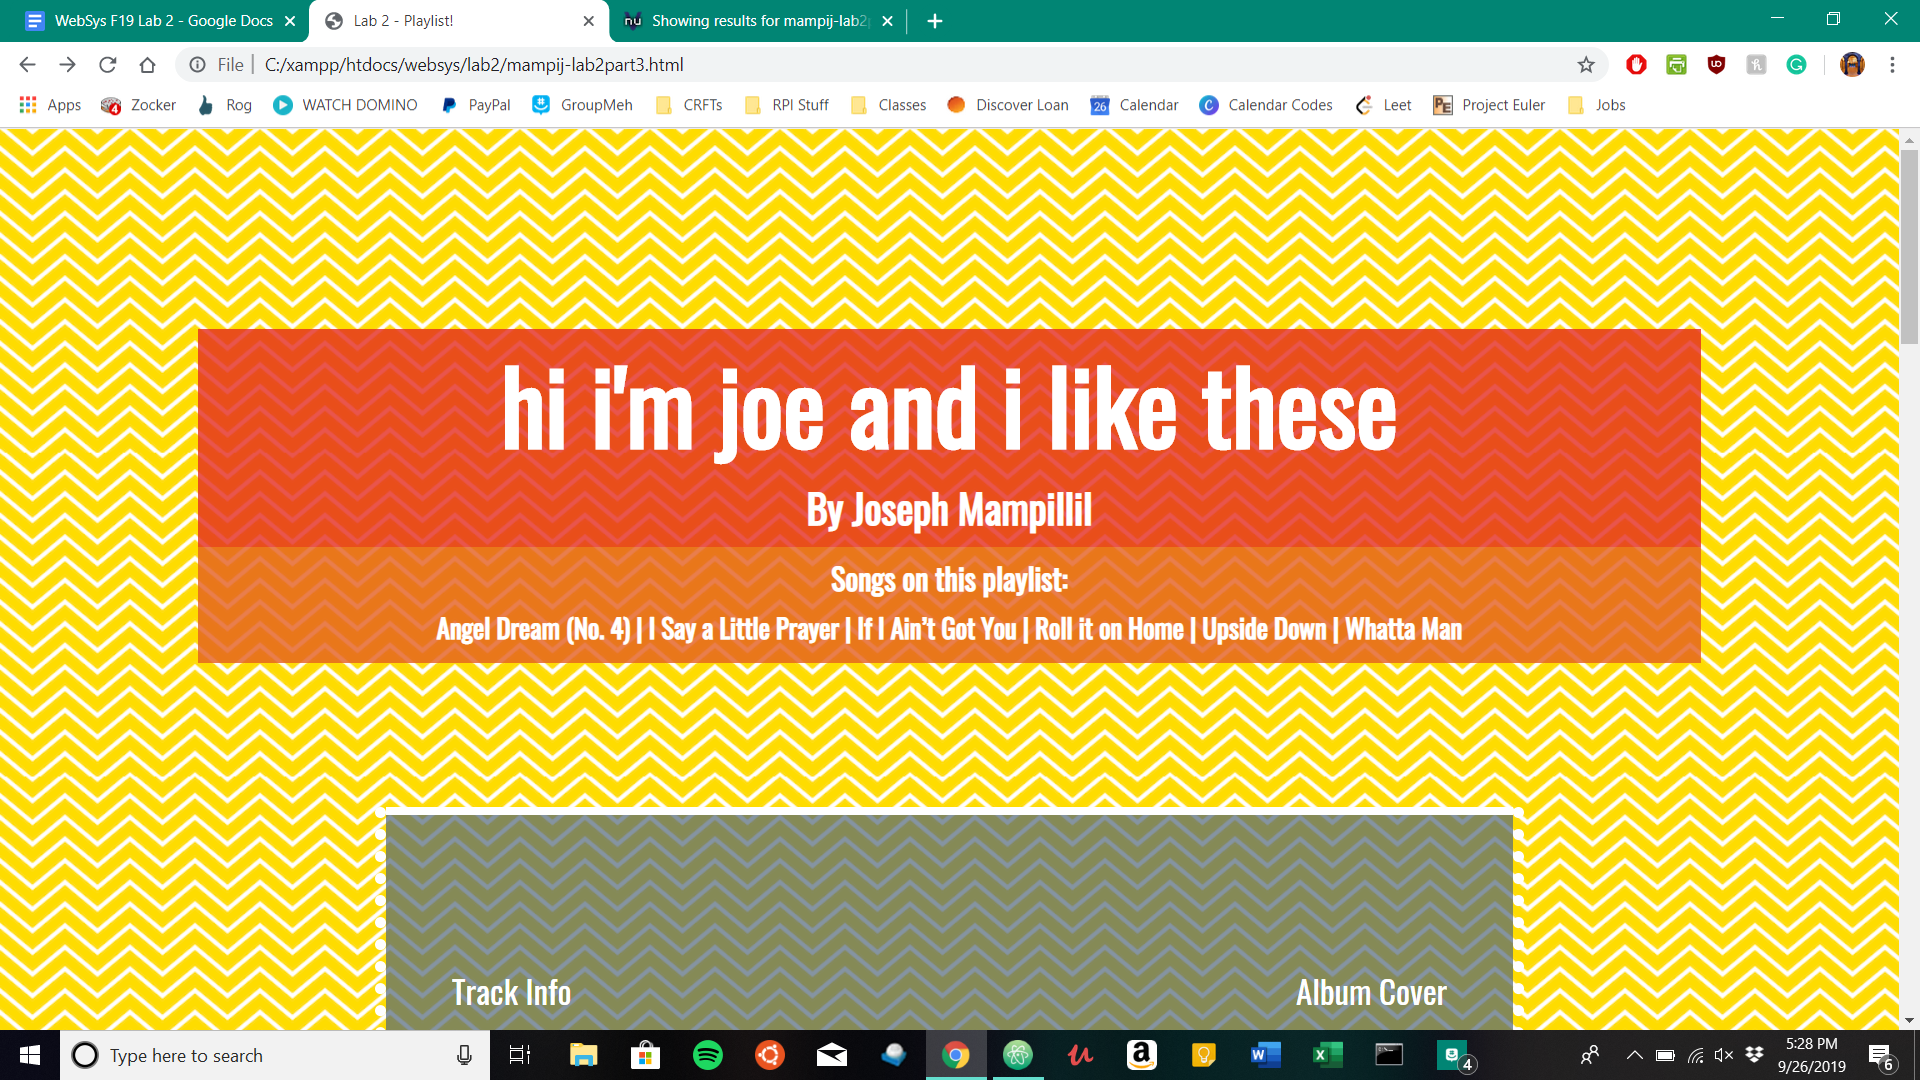 WebSys F19 Lab 2 - Google Docs
Lab 2 - Playlist!
Showing results for mampij-lab2p
File | C:/xampp/htdocs/websys/lab2/mampij-lab2part3.html
Apps
Zocker
Rog
WATCH DOMINO
PayPal
GroupMeh
CRFTs
RPI Stuff
Classes
Discover Loan
Calendar
Calendar Codes
Leet
Project Euler
Jobs
hi i'm joe and i like these
By Joseph Mampillil
Songs on this playlist:
Angel Dream (No. 4) | I Say a Little Prayer | If I Ain’t Got You | Roll it on Home | Upside Down | Whatta Man
Track Info
Album Cover
Type here to search
5:28 PM
9/26/2019